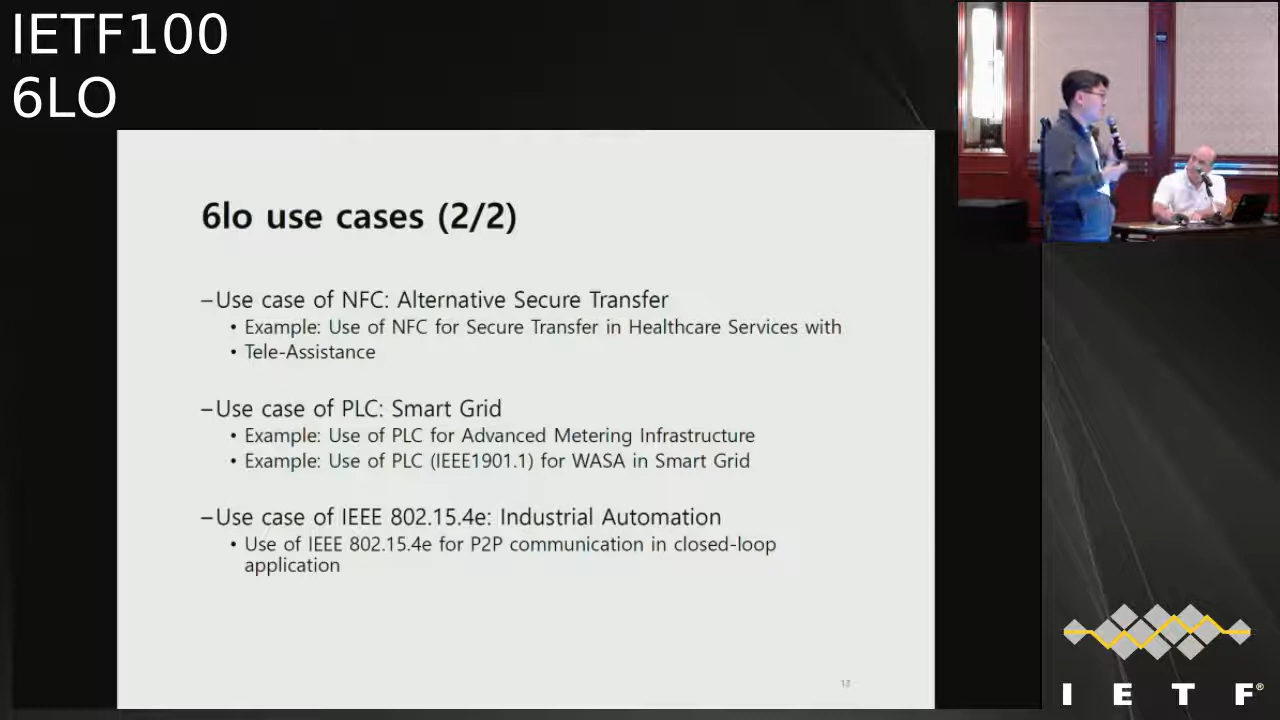 IETF100
6LO
6lo use cases (2/2)
–Use case of NFC: Alternative Secure Transfer
• Example: Use of NFC for Secure Transfer in Healthcare Services with
• Tele-Assistance
–Use case of PLC: Smart Grid
• Example: Use of PLC for Advanced Metering Infrastructure
• Example: Use of PLC (IEEE1901.1) for WASA in Smart Grid
–Use case of IEEE 802.15.4e: Industrial Automation
• Use of IEEE 802.15.4e for P2P communication in closed-loop
application
13
I E T F®